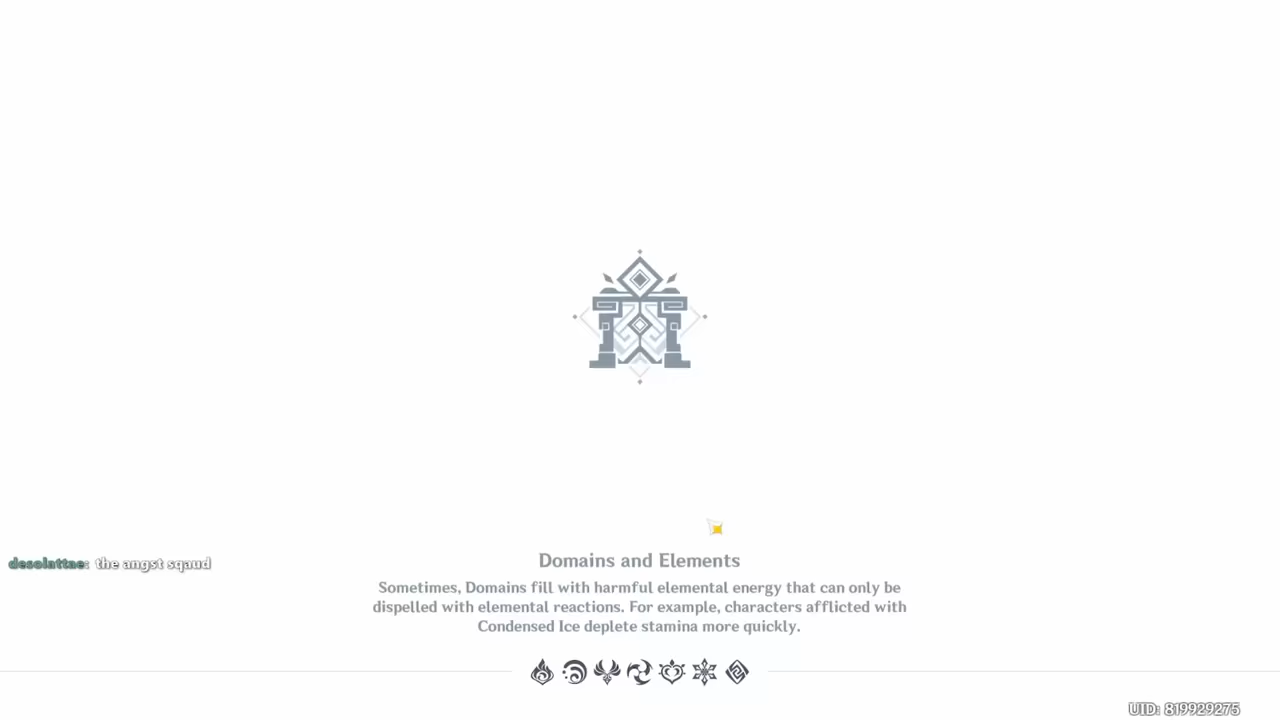 desolattae: the angst sqaud
Domains and Elements
Sometimes, Domains fill with harmful elemental energy that can only be
dispelled with elemental reactions. For example, characters afflicted with
Condensed Ice deplete stamina more quickly.
UID: 819929275